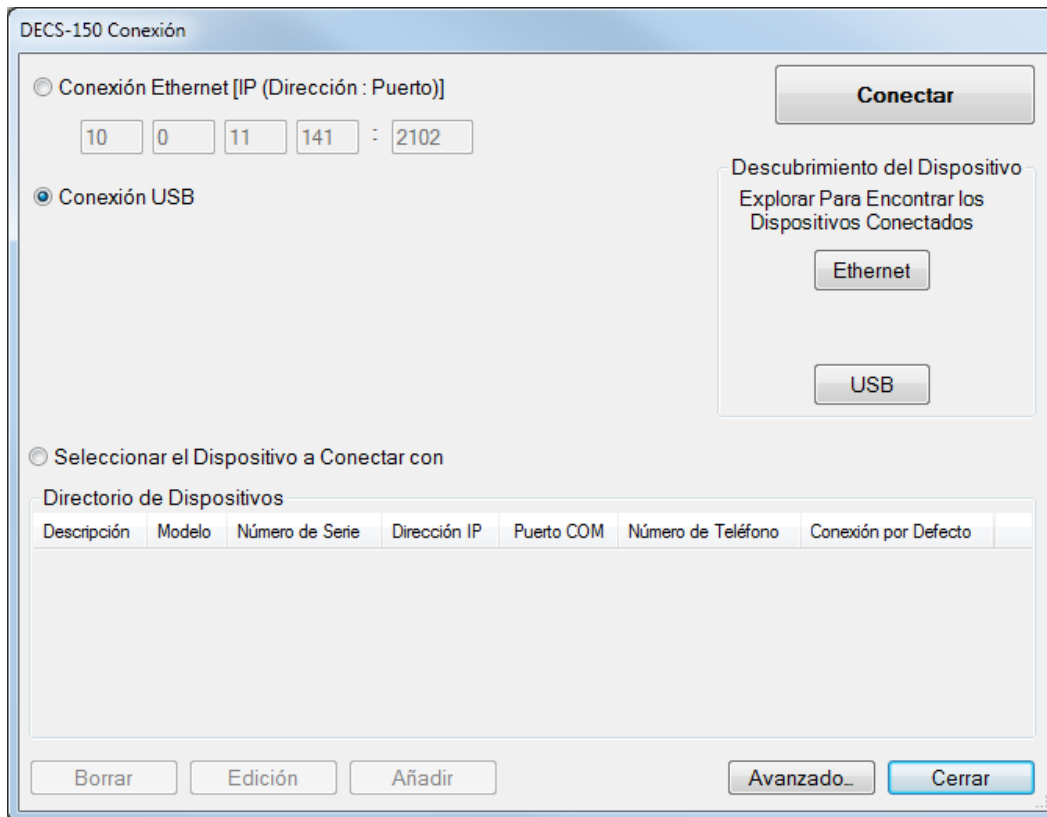 DECS-150 Conexión
Conexión Ethernet [IP (Dirección : Puerto)]
10 0 11 141 : 2102
Conectar
Conexión USB
Descubrimiento del Dispositivo
Explorar Para Encontrar los
Dispositivos Conectados
Ethernet
USB
Seleccionar el Dispositivo a Conectar con
Directorio de Dispositivos
Descripción Modelo Número de Serie Dirección IP Puerto COM Número de Teléfono Conexión por Defecto
Borrar Edición Añadir Avanzado... Cerrar